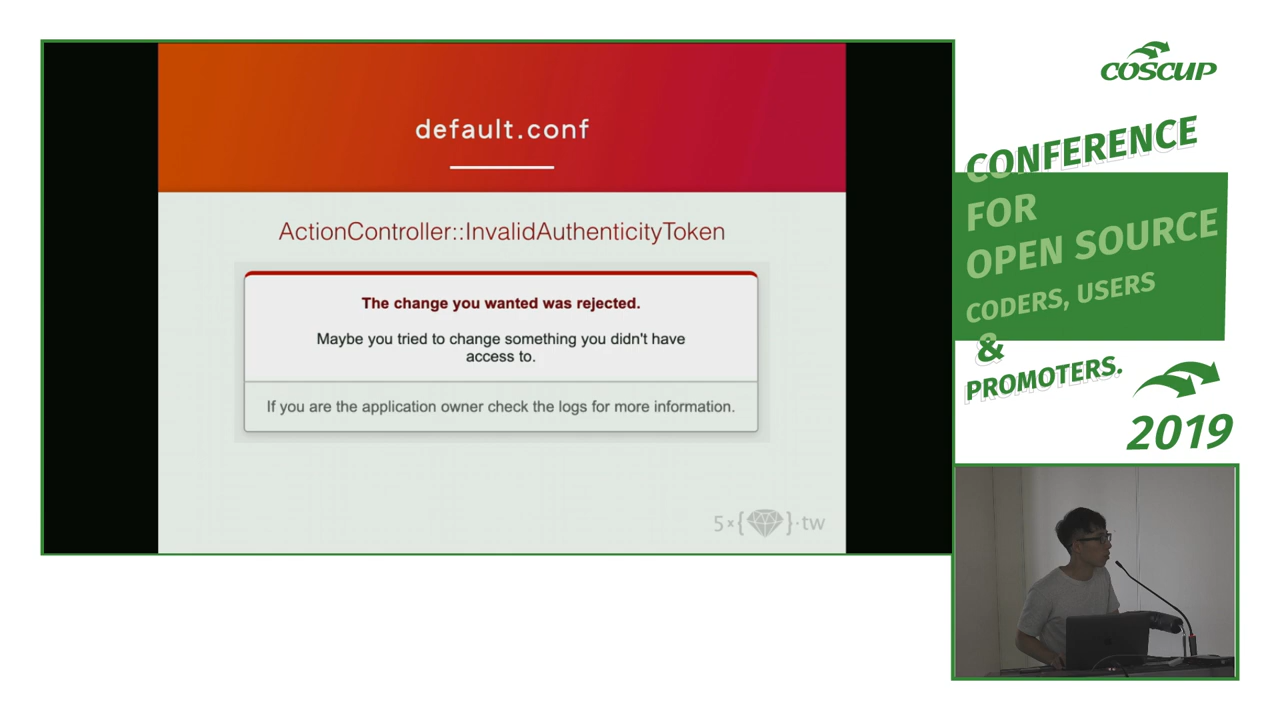 default.conf
ActionController::InvalidAuthenticityToken
The change you wanted was rejected.
Maybe you tried to change something you didn't have
access to.
If you are the application owner check the logs for more information.
5×{}·tw
COSCUP
CONFERENCE
FOR
OPEN SOURCE
CODERS, USERS
&
PROMOTERS.
2019